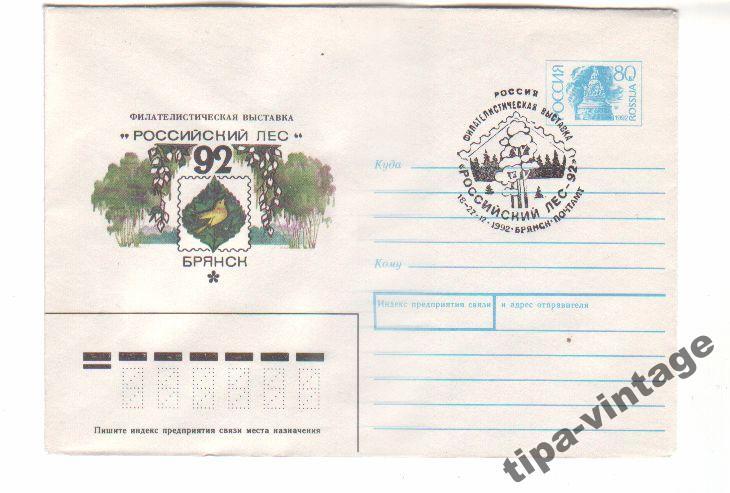 ФИЛАТЕЛИСТИЧЕСКАЯ ВЫСТАВКА
"РОССИЙСКИЙ ЛЕС"
92
БРЯНСК
*
РОССИЯ
80
ROSSIJA
1992
РОССИЯ
ФИЛАТЕЛИСТИЧЕСКАЯ ВЫСТАВКА
«РОССИЙСКИЙ ЛЕС-92»
1992·БРЯНСК·ПОЧТАМТ
Куда
Кому
Индекс предприятия связи и адрес отправителя
Пишите индекс предприятия связи места назначения
tipa-vintage